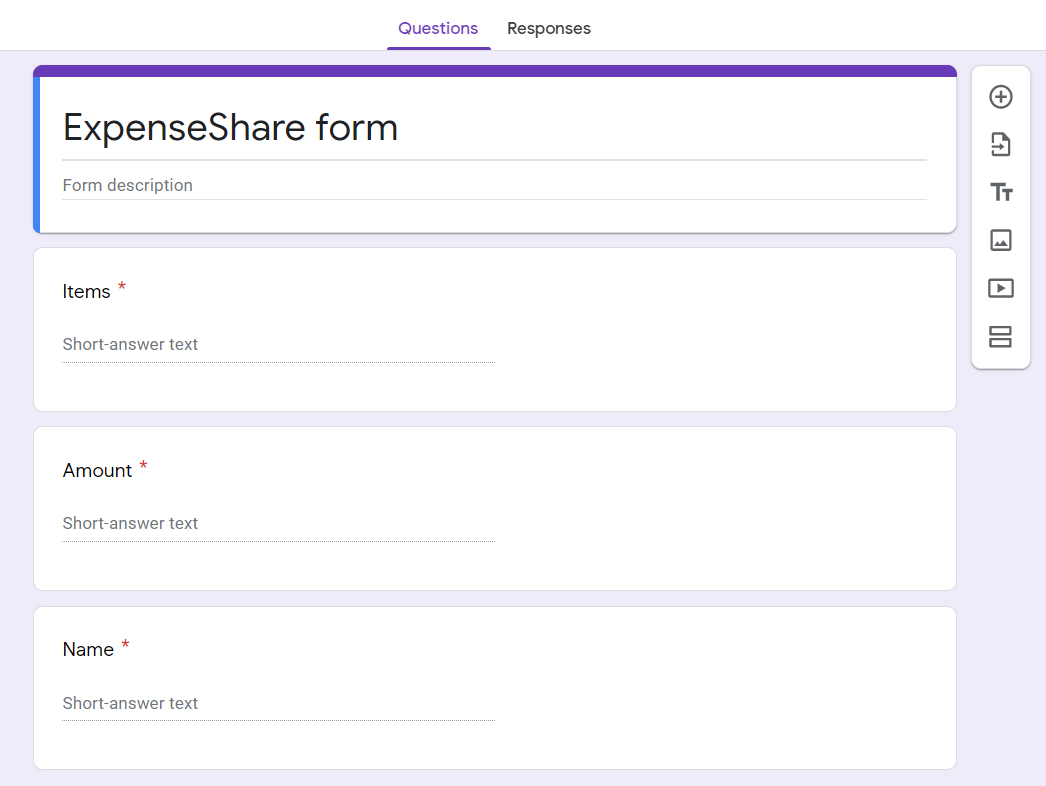 Questions Responses
ExpenseShare form
Form description
Items *
Short-answer text
Amount *
Short-answer text
Name *
Short-answer text